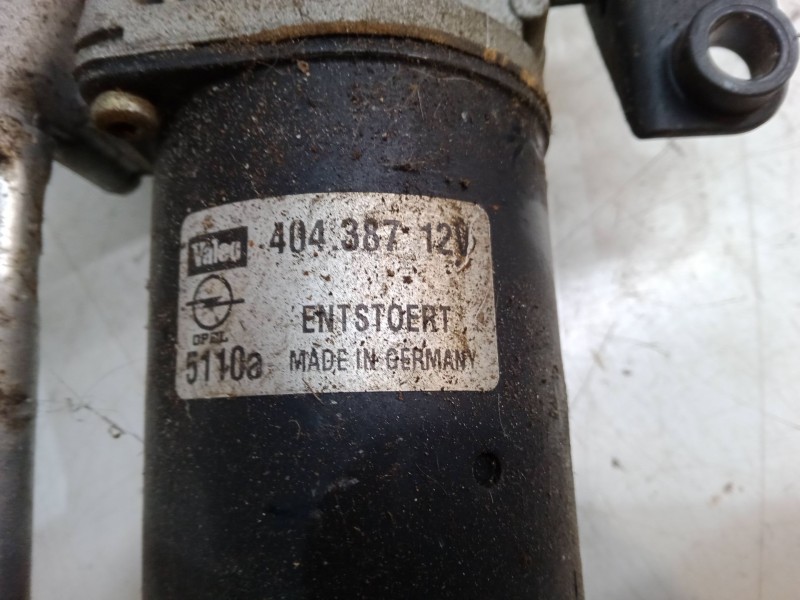 Valeo 404.387 12V
ENTSTOERT
OPEL
5110a MADE IN GERMANY